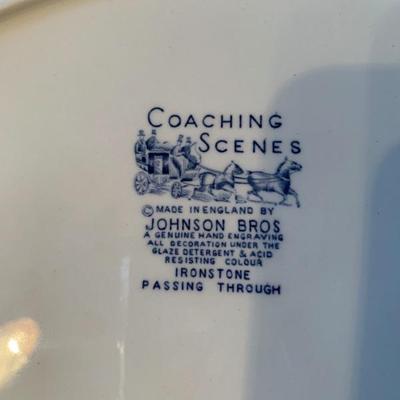 COACHING
SCENES
© MADE IN ENGLAND BY
JOHNSON BROS
A GENUINE HAND ENGRAVING
ALL DECORATION UNDER THE
GLAZE DETERGENT & ACID
RESISTING COLOUR
IRONSTONE
PASSING THROUGH